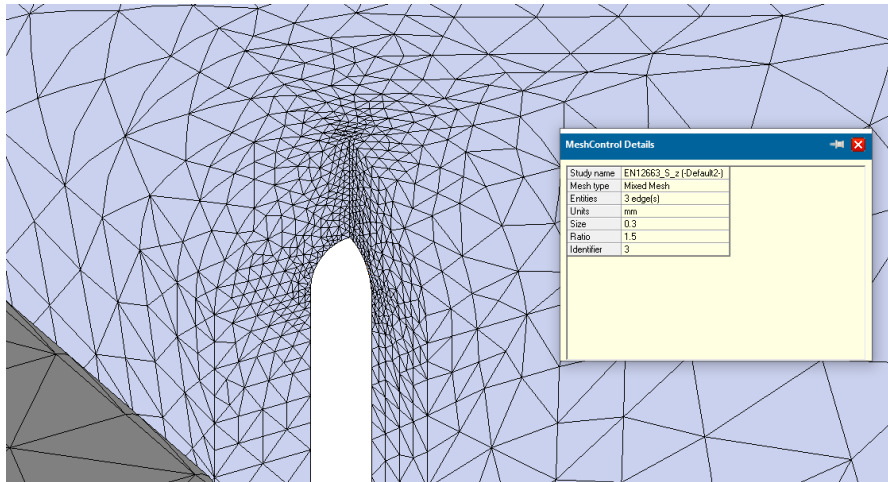 MeshControl Details
Study name EN12663_S_z (-Default2-)
Mesh type Mixed Mesh
Entities 3 edge(s)
Units mm
Size 0.3
Ratio 1.5
Identifier 3